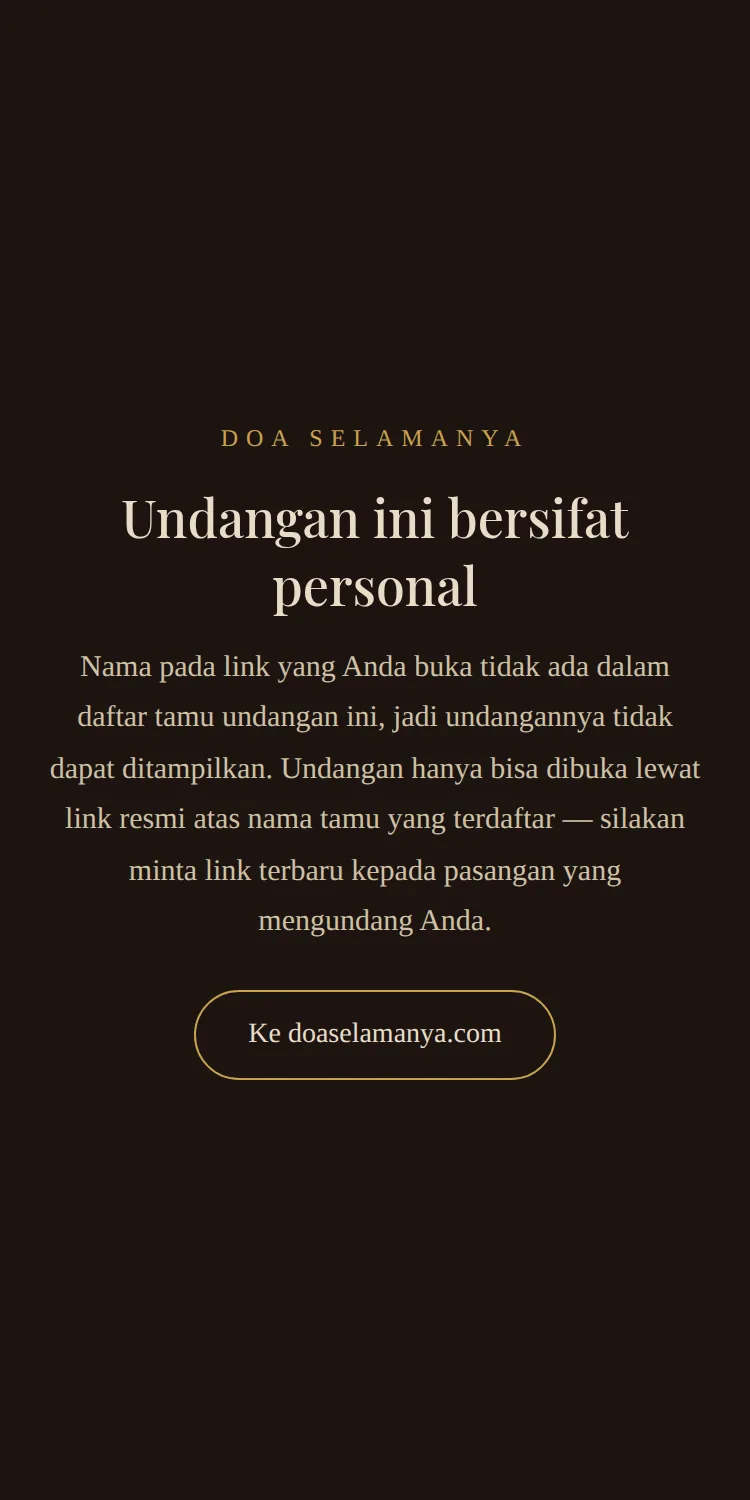 DOA SELAMANYA
Undangan ini bersifat
personal
Nama pada link yang Anda buka tidak ada dalam
daftar tamu undangan ini, jadi undangannya tidak
dapat ditampilkan. Undangan hanya bisa dibuka lewat
link resmi atas nama tamu yang terdaftar — silakan
minta link terbaru kepada pasangan yang
mengundang Anda.
Ke doaselamanya.com